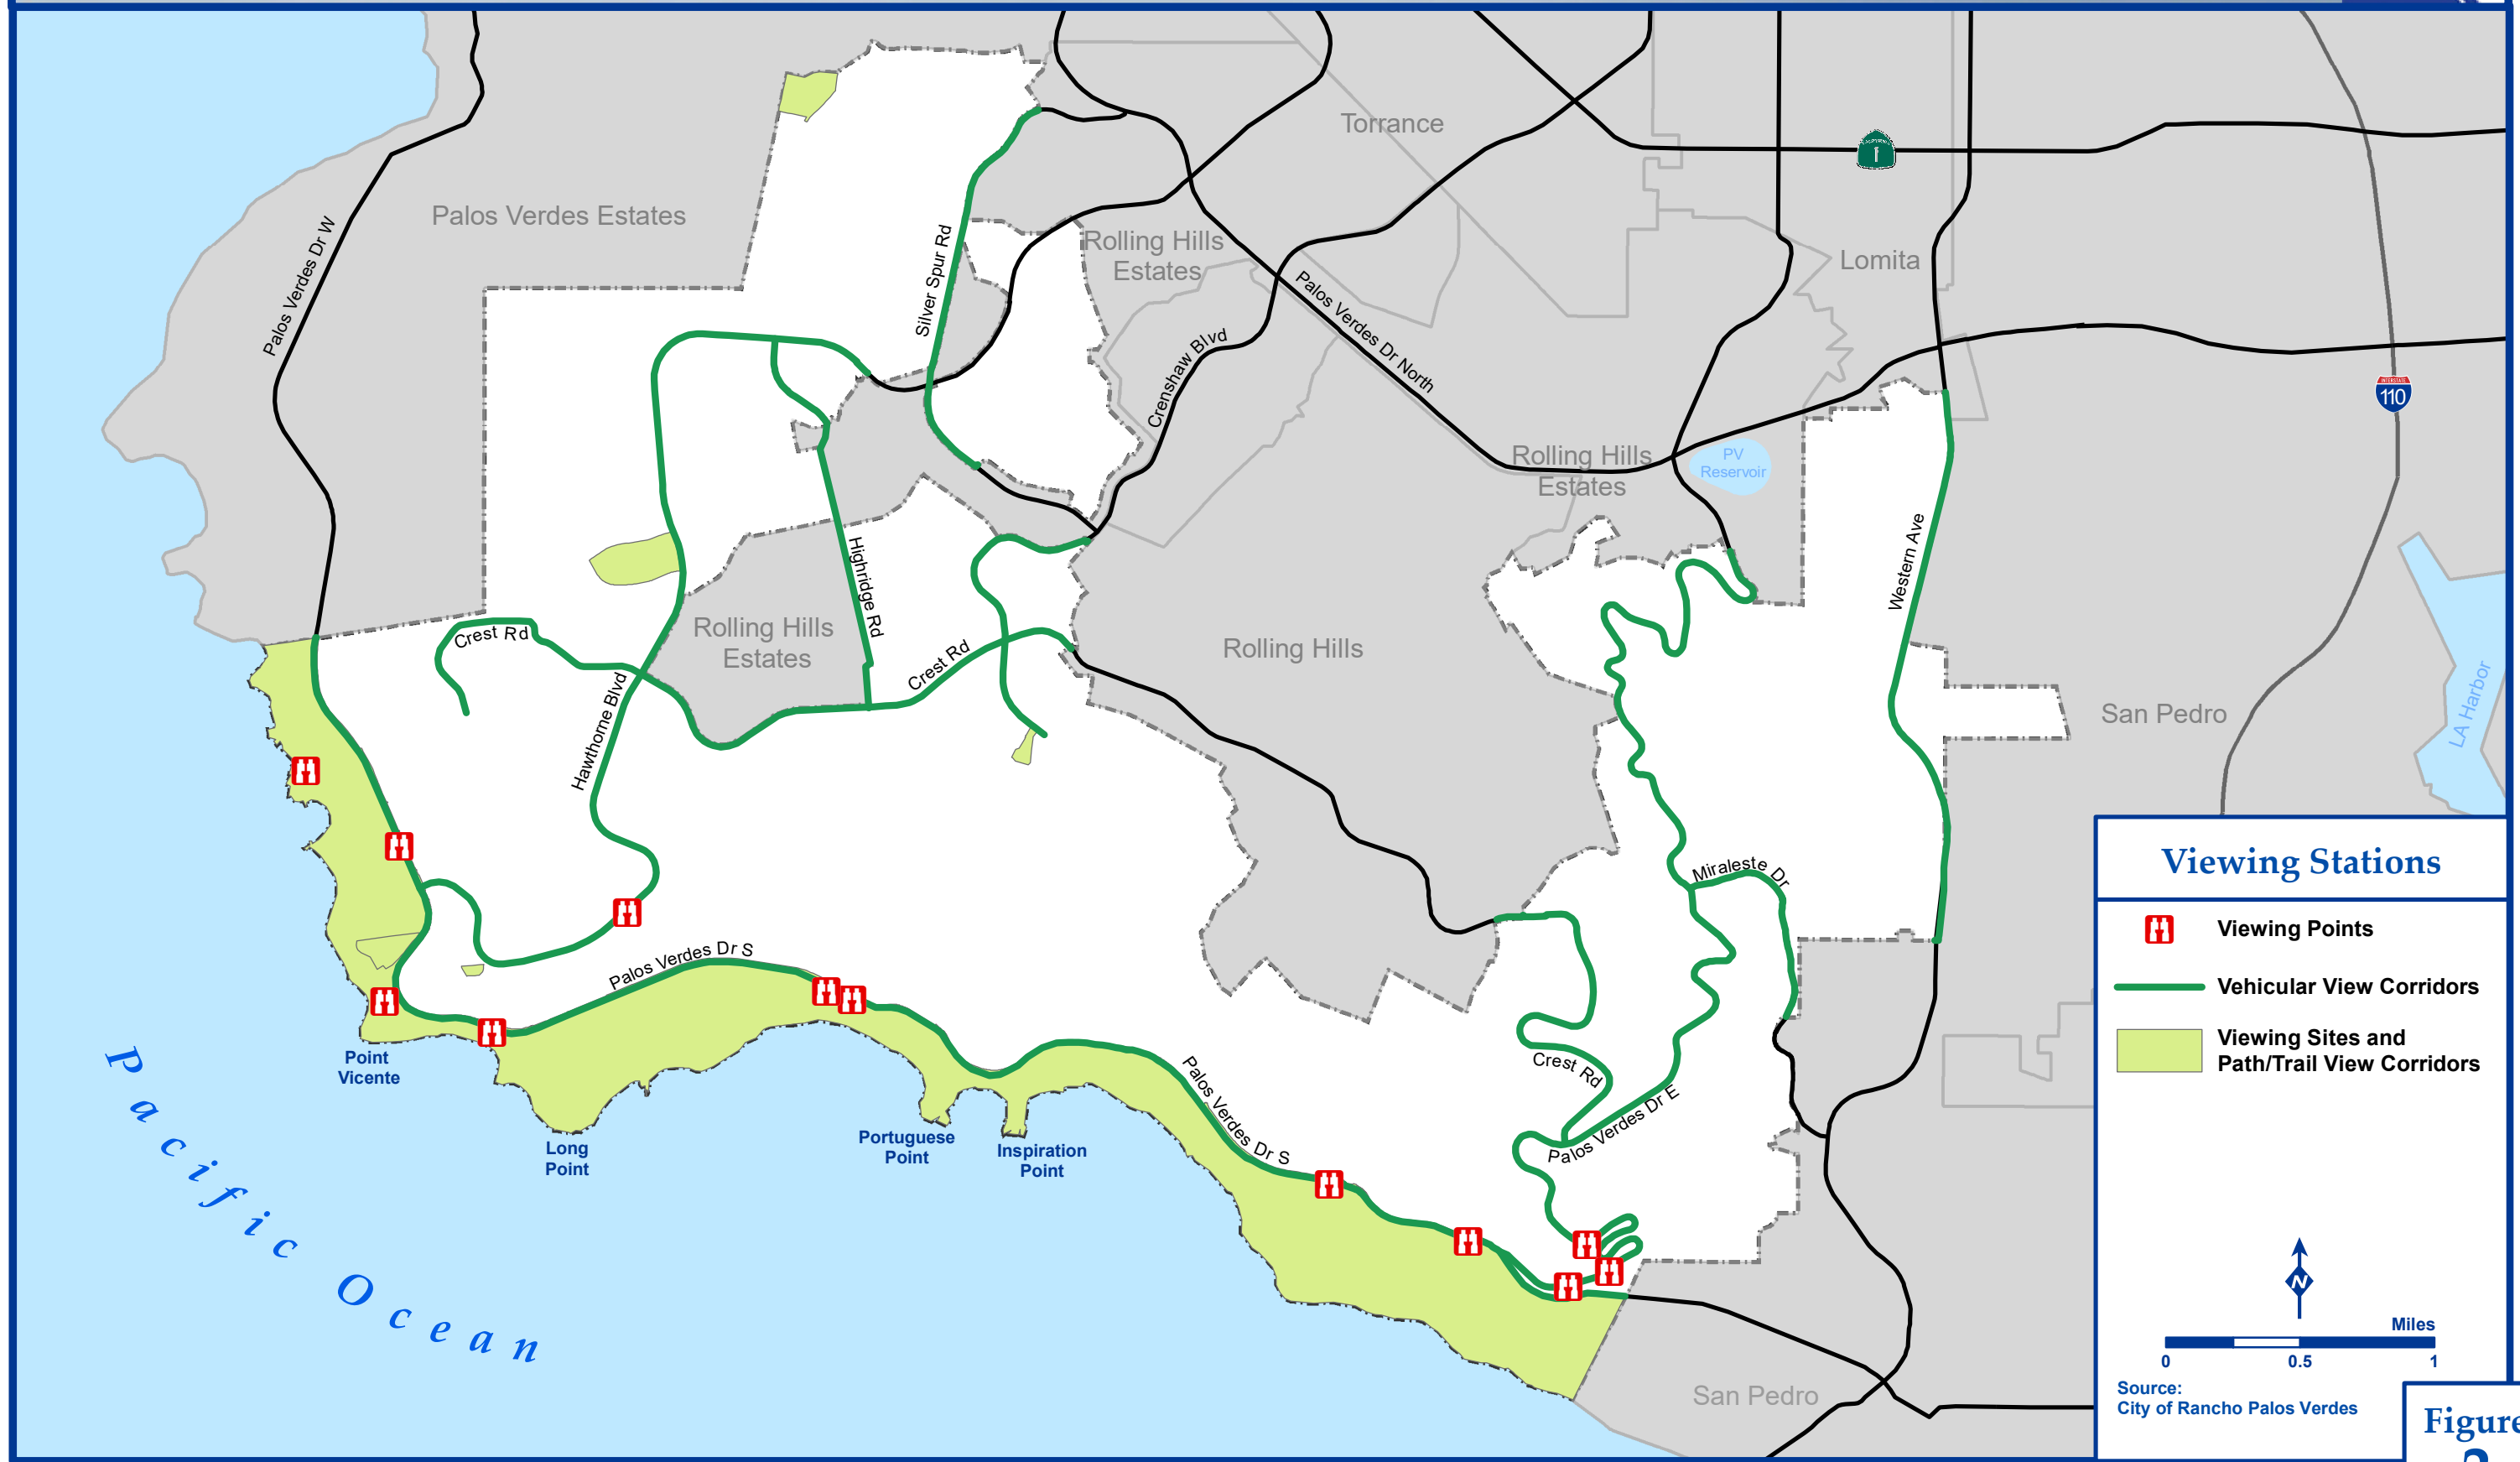 Torrance
1
Palos Verdes Estates
Palos Verdes Dr W
Silver Spur Rd
Rolling Hills
Estates
Lomita
Palos Verdes Dr North
Crenshaw Blvd
INTERSTATE
110
Rolling Hills
Estates
PV
Reservoir
Western Ave
Highridge Rd
Crest Rd
Rolling Hills
Estates
Crest Rd
Rolling Hills
Hawthorne Blvd
San Pedro
LA Harbor
Miraleste Dr
Palos Verdes Dr S
Point
Vicente
Crest Rd
Palos Verdes Dr E
Palos Verdes Dr S
Portuguese
Point
Inspiration
Point
Long
Point
Pacific Ocean
San Pedro
Viewing Stations
Viewing Points
Vehicular View Corridors
Viewing Sites and
Path/Trail View Corridors
N
Miles
0 0.5 1
Source:
City of Rancho Palos Verdes
Figure